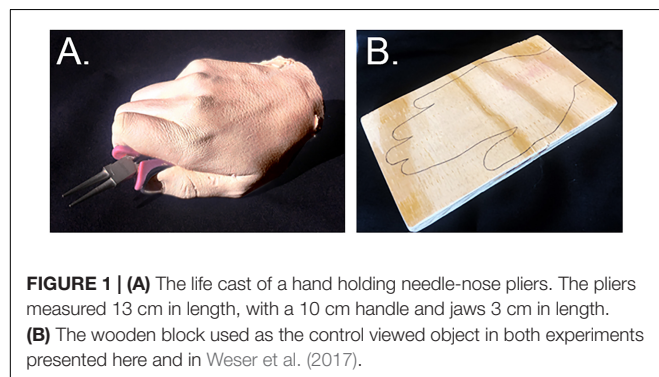 A.
B.
FIGURE 1 | (A) The life cast of a hand holding needle-nose pliers. The pliers
measured 13 cm in length, with a 10 cm handle and jaws 3 cm in length.
(B) The wooden block used as the control viewed object in both experiments
presented here and in Weser et al. (2017).